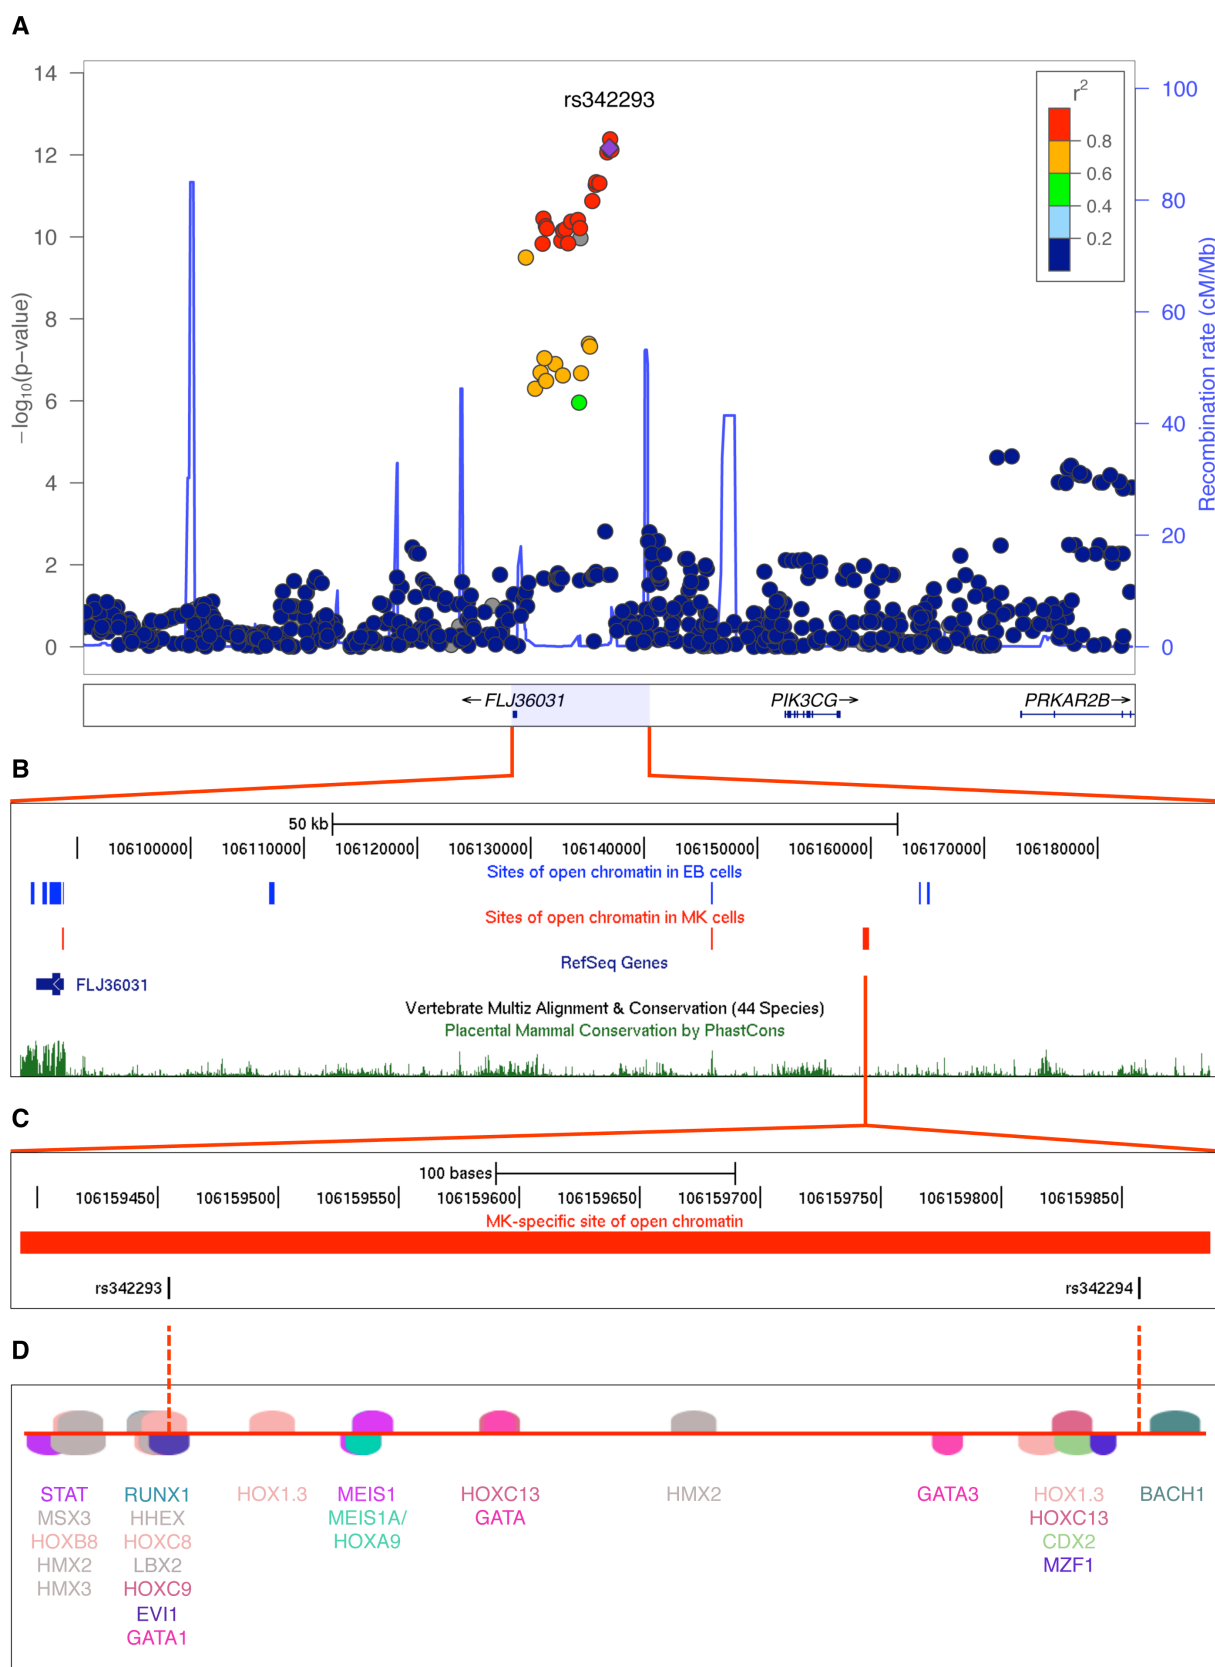 A
rs342293
14
12
10
8
6
4
2
0
−log10(p−value)
r2
0.8
0.6
0.4
0.2
100
80
60
40
20
0
Recombination rate (cM/Mb)
←FLJ36031
PIK3CG→
PRKAR2B→
B
50 kb
106100000 106110000 106120000 106130000 106140000 106150000 106160000 106170000 106180000
Sites of open chromatin in EB cells
Sites of open chromatin in MK cells
RefSeq Genes
FLJ36031
Vertebrate Multiz Alignment & Conservation (44 Species)
Placental Mammal Conservation by PhastCons
C
100 bases
106159450 106159500 106159550 106159600 106159650 106159700 106159750 106159800 106159850
MK-specific site of open chromatin
rs342293
rs342294
D
STAT
MSX3
HOXB8
HMX2
HMX3
RUNX1
HHEX
HOXC8
LBX2
HOXC9
EVI1
GATA1
HOX1.3
MEIS1
MEIS1A/
HOXA9
HOXC13
GATA
HMX2
GATA3
HOX1.3
HOXC13
CDX2
MZF1
BACH1